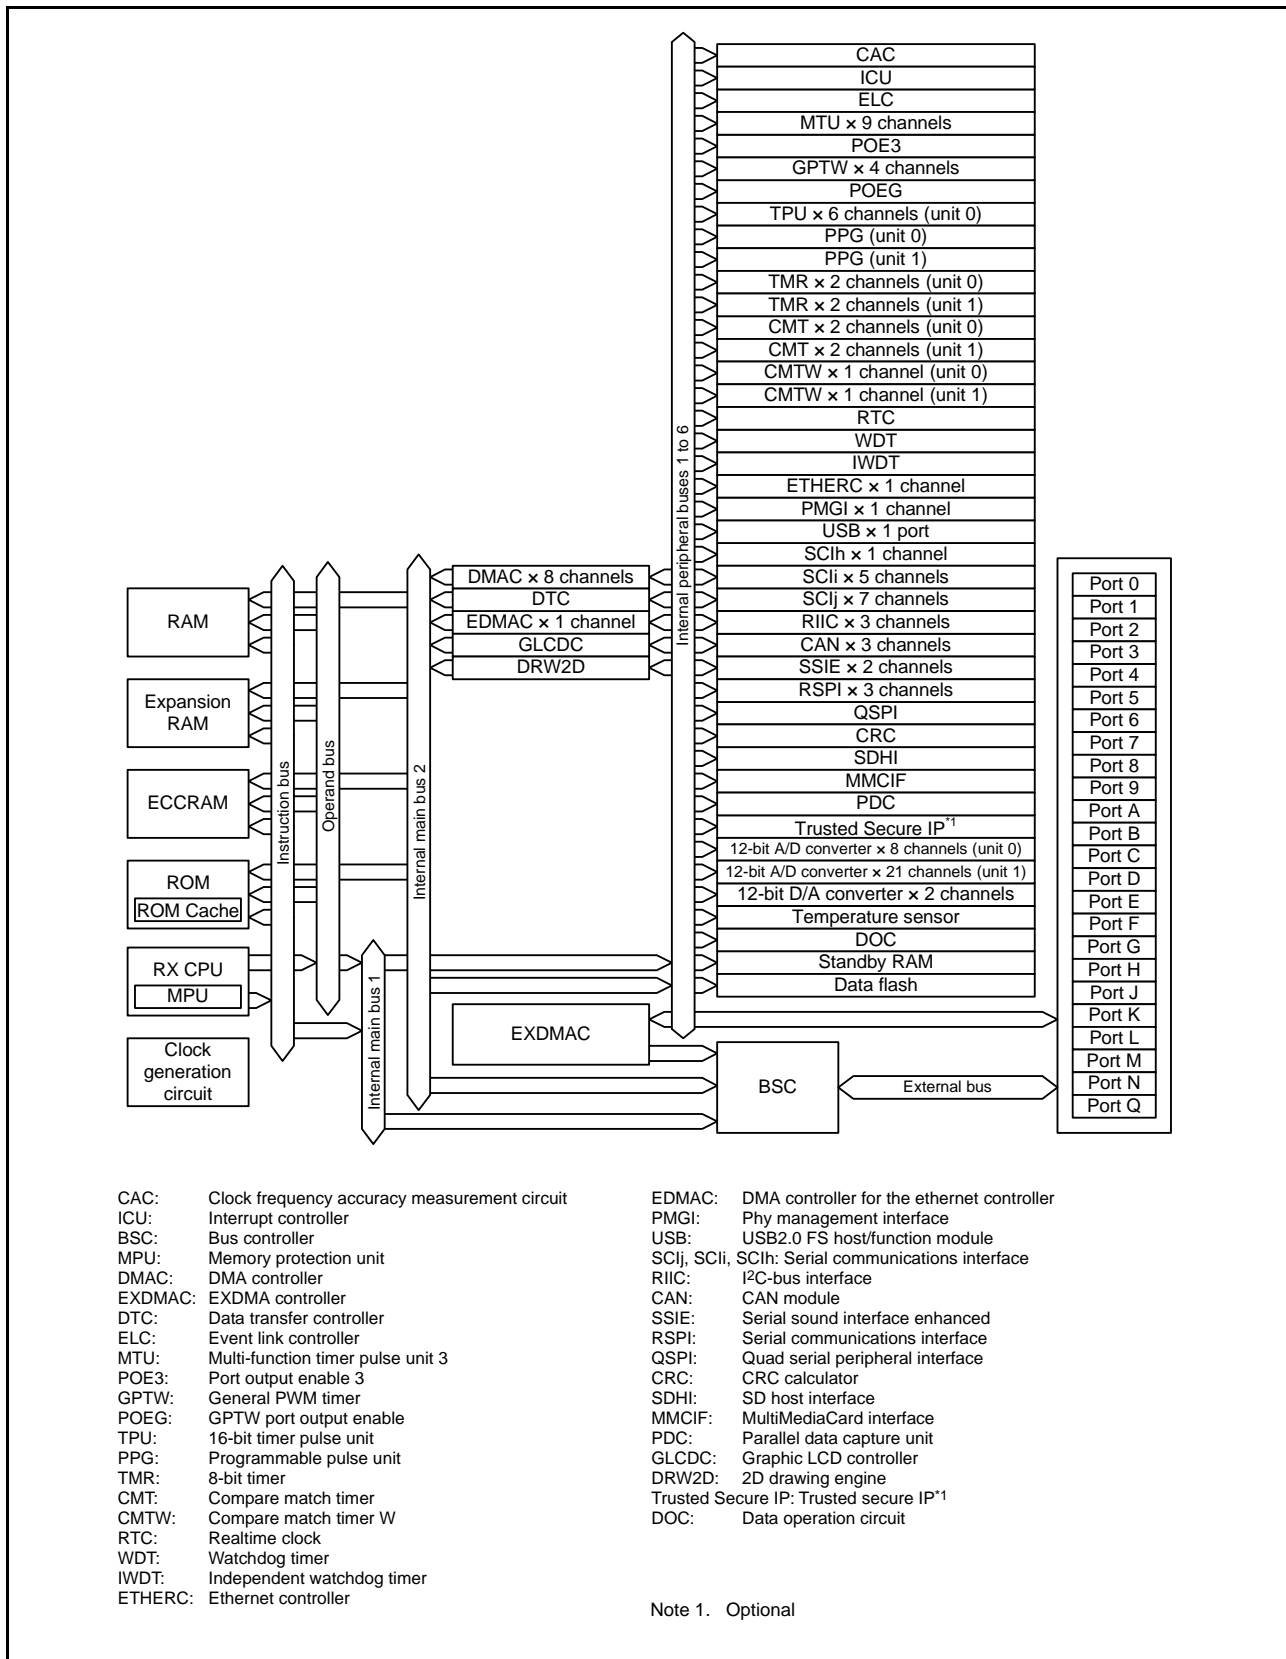 CAC
ICU
ELC
MTU × 9 channels
POE3
GPTW × 4 channels
POEG
TPU × 6 channels (unit 0)
PPG (unit 0)
PPG (unit 1)
TMR × 2 channels (unit 0)
TMR × 2 channels (unit 1)
CMT × 2 channels (unit 0)
CMT × 2 channels (unit 1)
CMTW × 1 channel (unit 0)
CMTW × 1 channel (unit 1)
RTC
WDT
IWDT
ETHERC × 1 channel
PMGI × 1 channel
USB × 1 port
SCIh × 1 channel
SCIi × 5 channels
SCIj × 7 channels
RIIC × 3 channels
CAN × 3 channels
SSIE × 2 channels
RSPI × 3 channels
QSPI
CRC
SDHI
MMCIF
PDC
Trusted Secure IP*1
12-bit A/D converter × 8 channels (unit 0)
12-bit A/D converter × 21 channels (unit 1)
12-bit D/A converter × 2 channels
Temperature sensor
DOC
Standby RAM
Data flash
Internal peripheral buses 1 to 6
DMAC × 8 channels
DTC
EDMAC × 1 channel
GLCDC
DRW2D
RAM
Expansion
RAM
ECCRAM
ROM
ROM Cache
RX CPU
MPU
Clock
generation
circuit
Instruction bus
Operand bus
Internal main bus 1
Internal main bus 2
EXDMAC
BSC
External bus
Port 0
Port 1
Port 2
Port 3
Port 4
Port 5
Port 6
Port 7
Port 8
Port 9
Port A
Port B
Port C
Port D
Port E
Port F
Port G
Port H
Port J
Port K
Port L
Port M
Port N
Port Q
CAC: Clock frequency accuracy measurement circuit
ICU: Interrupt controller
BSC: Bus controller
MPU: Memory protection unit
DMAC: DMA controller
EXDMAC: EXDMA controller
DTC: Data transfer controller
ELC: Event link controller
MTU: Multi-function timer pulse unit 3
POE3: Port output enable 3
GPTW: General PWM timer
POEG: GPTW port output enable
TPU: 16-bit timer pulse unit
PPG: Programmable pulse unit
TMR: 8-bit timer
CMT: Compare match timer
CMTW: Compare match timer W
RTC: Realtime clock
WDT: Watchdog timer
IWDT: Independent watchdog timer
ETHERC: Ethernet controller
EDMAC: DMA controller for the ethernet controller
PMGI: Phy management interface
USB: USB2.0 FS host/function module
SCIj, SCIi, SCIh: Serial communications interface
RIIC: I2C-bus interface
CAN: CAN module
SSIE: Serial sound interface enhanced
RSPI: Serial communications interface
QSPI: Quad serial peripheral interface
CRC: CRC calculator
SDHI: SD host interface
MMCIF: MultiMediaCard interface
PDC: Parallel data capture unit
GLCDC: Graphic LCD controller
DRW2D: 2D drawing engine
Trusted Secure IP: Trusted secure IP*1
DOC: Data operation circuit
Note 1. Optional